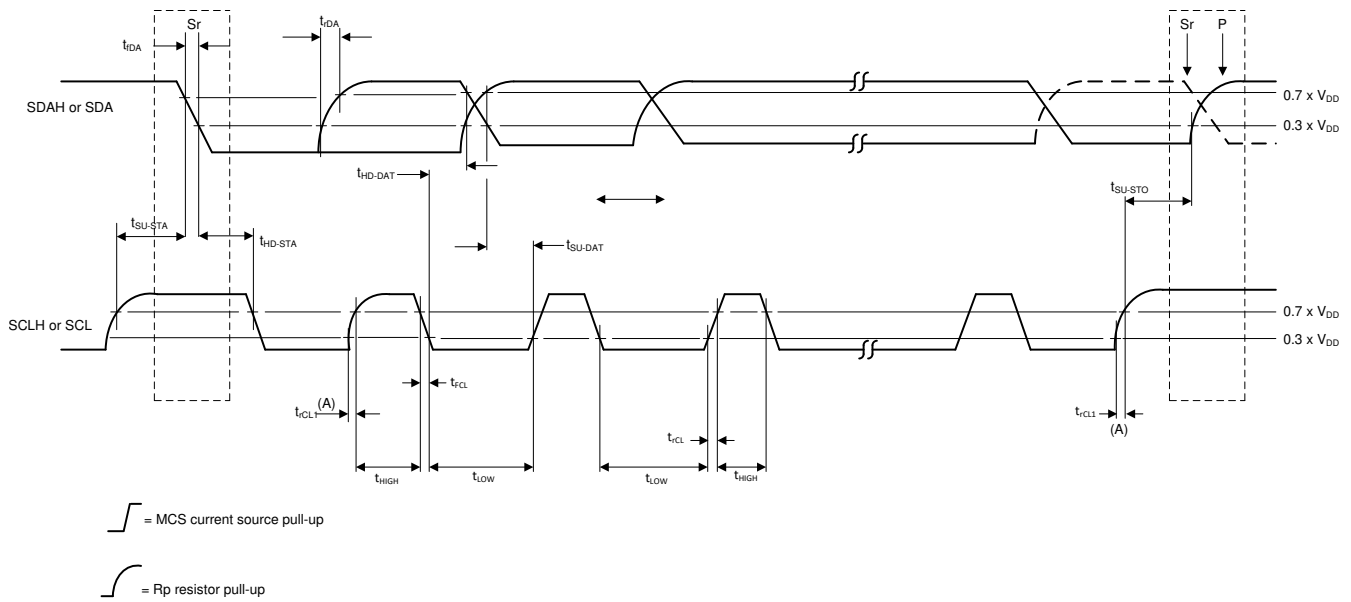 Sr
trDA
Sr
P
tfDA
SDAH or SDA
0.7 x VDD
0.3 x VDD
tHD-DAT
tSU-STO
tSU-STA
tHD-STA
tSU-DAT
SCLH or SCL
0.7 x VDD
0.3 x VDD
tFCL
trCL1
(A)
trCL1
(A)
trCL
tHIGH
tLOW
tLOW
tHIGH
= MCS current source pull-up
= Rp resistor pull-up